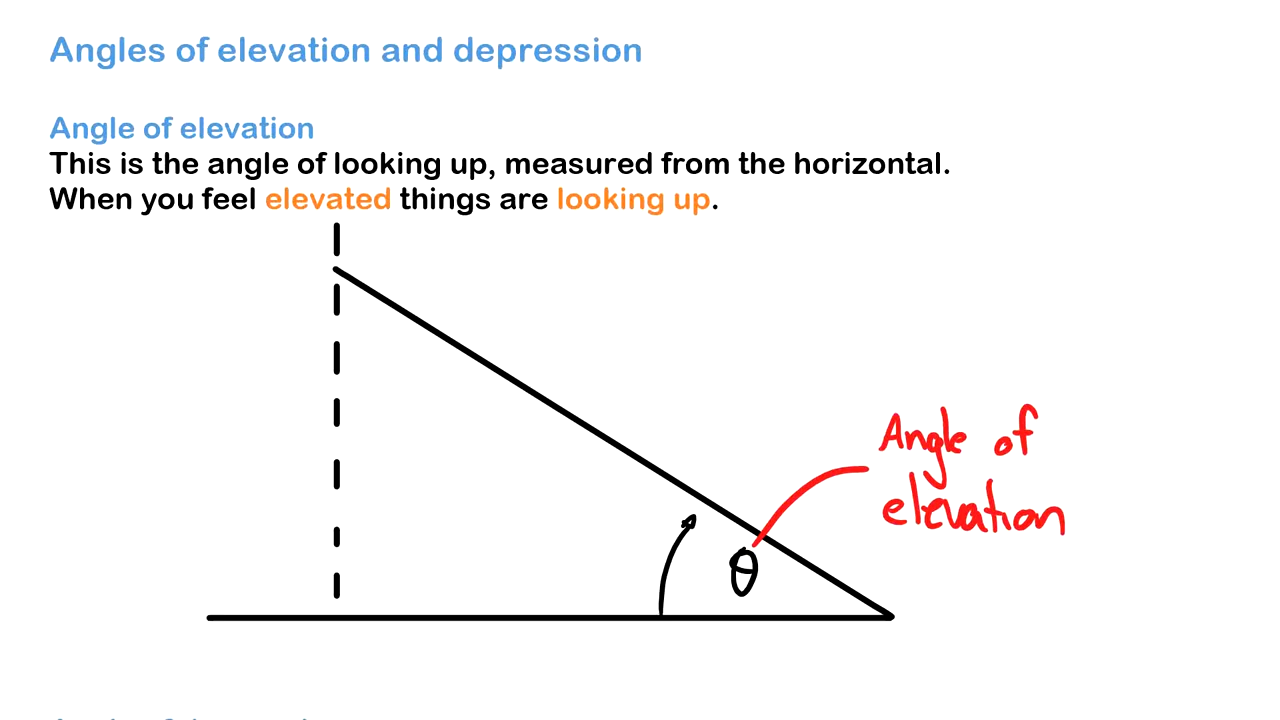 Angles of elevation and depression
Angle of elevation
This is the angle of looking up, measured from the horizontal.
When you feel elevated things are looking up.
Angle of
elevation
θ